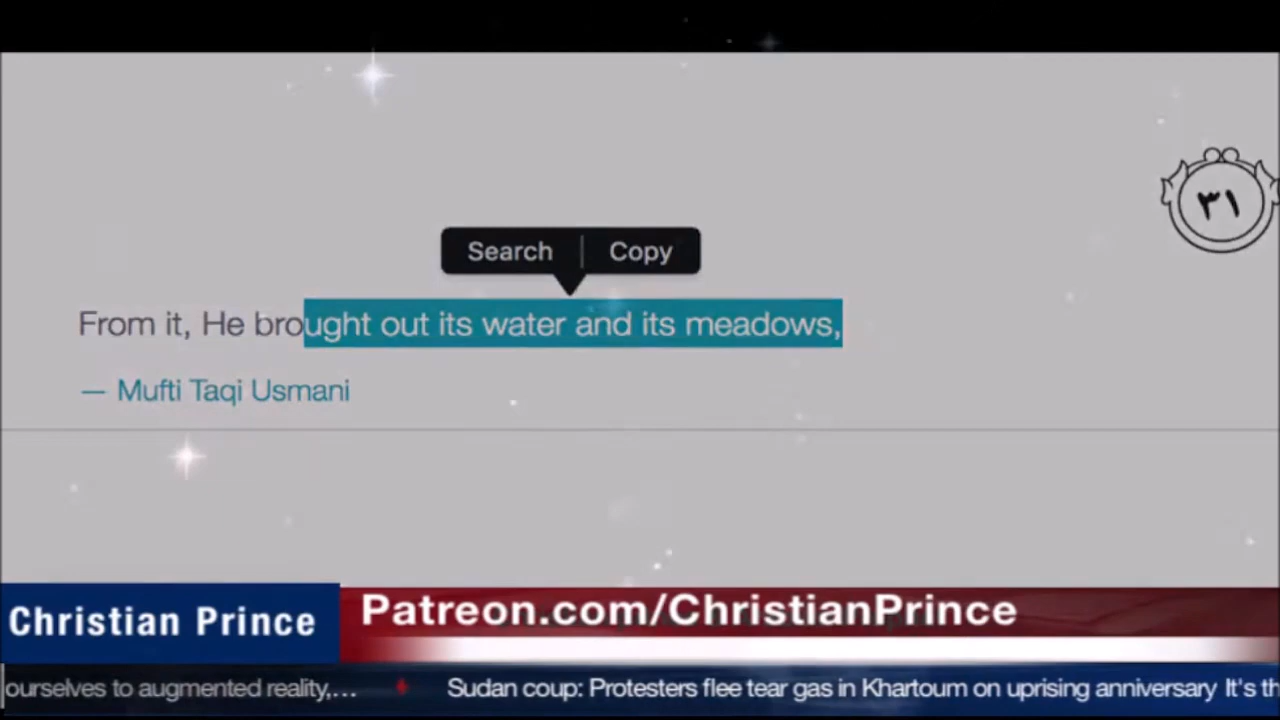 ٣١
Search
Copy
From it, He brought out its water and its meadows,
— Mufti Taqi Usmani
Christian Prince
Patreon.com/ChristianPrince
ourselves to augmented reality,… Sudan coup: Protesters flee tear gas in Khartoum on uprising anniversary It's th